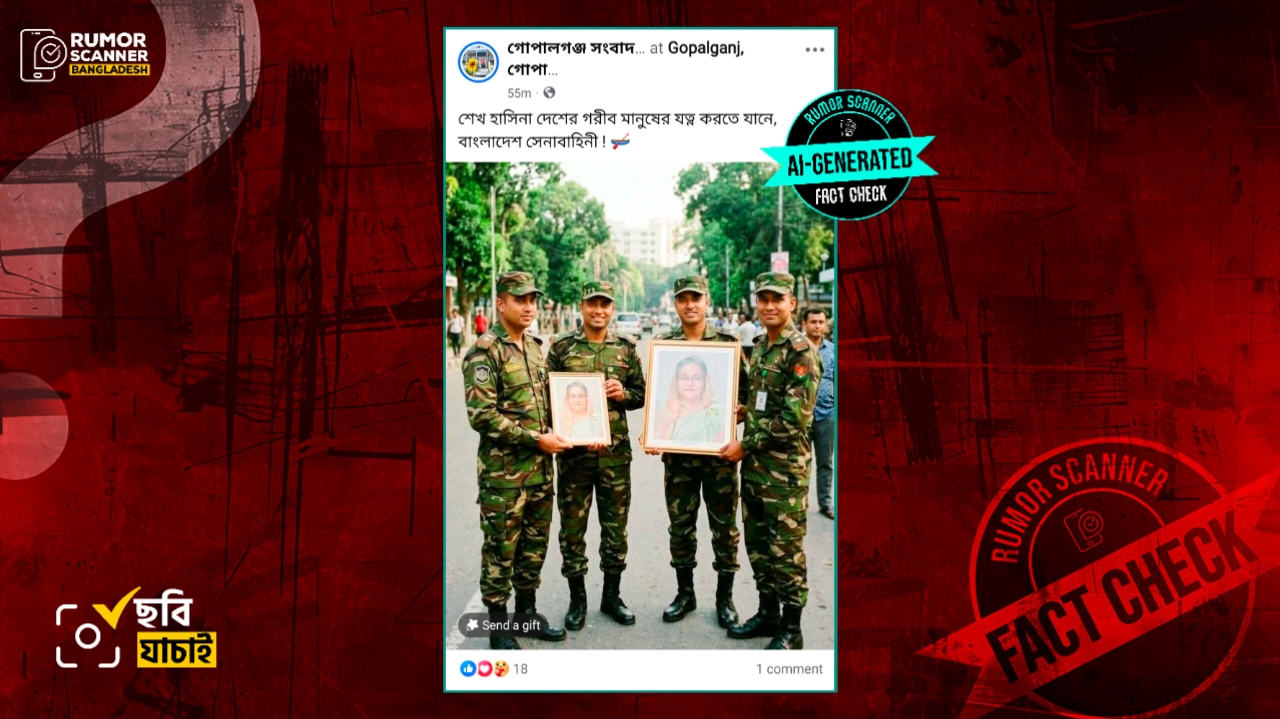 RUMOR
SCANNER
BANGLADESH
গোপালগঞ্জ সংবাদ... at Gopalganj,
গোপা...
55m
শেখ হাসিনা দেশের গরীব মানুষের যত্ন করতে যানে,
বাংলাদেশ সেনাবাহিনী !
RUMOR SCANNER
AI-GENERATED
FACT CHECK
Send a gift
18
1 comment
ছবি
যাচাই
RUMOR SCANNER
FACT CHECK